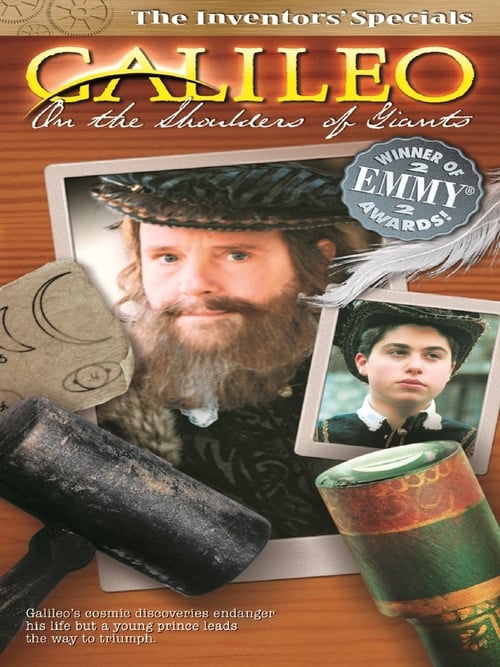 The Inventors' Specials
GALILEO
On the Shoulders of Giants
WINNER OF
2 EMMY® 2
AWARDS!
Galileo's cosmic discoveries endanger
his life but a young prince leads
the way to triumph.